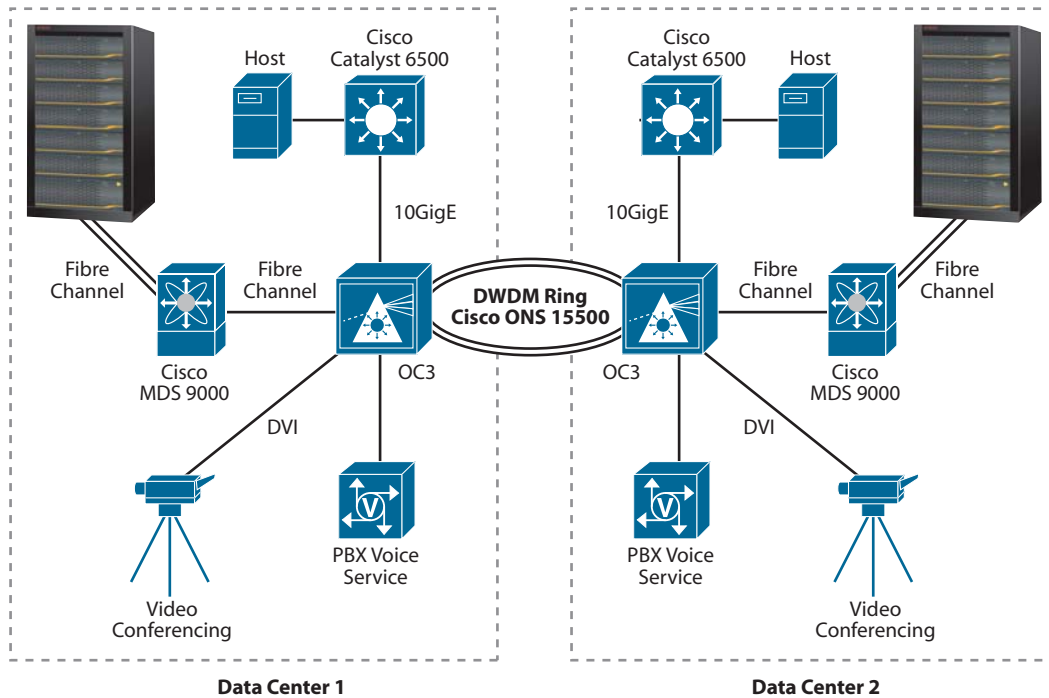 Host
Cisco
Catalyst 6500
10GigE
Fibre
Channel
Fibre
Channel
Cisco
MDS 9000
OC3
DVI
V
PBX Voice
Service
Video
Conferencing
Data Center 1
DWDM Ring
Cisco ONS 15500
Cisco
Catalyst 6500
Host
10GigE
Fibre
Channel
Fibre
Channel
Cisco
MDS 9000
OC3
DVI
V
PBX Voice
Service
Video
Conferencing
Data Center 2